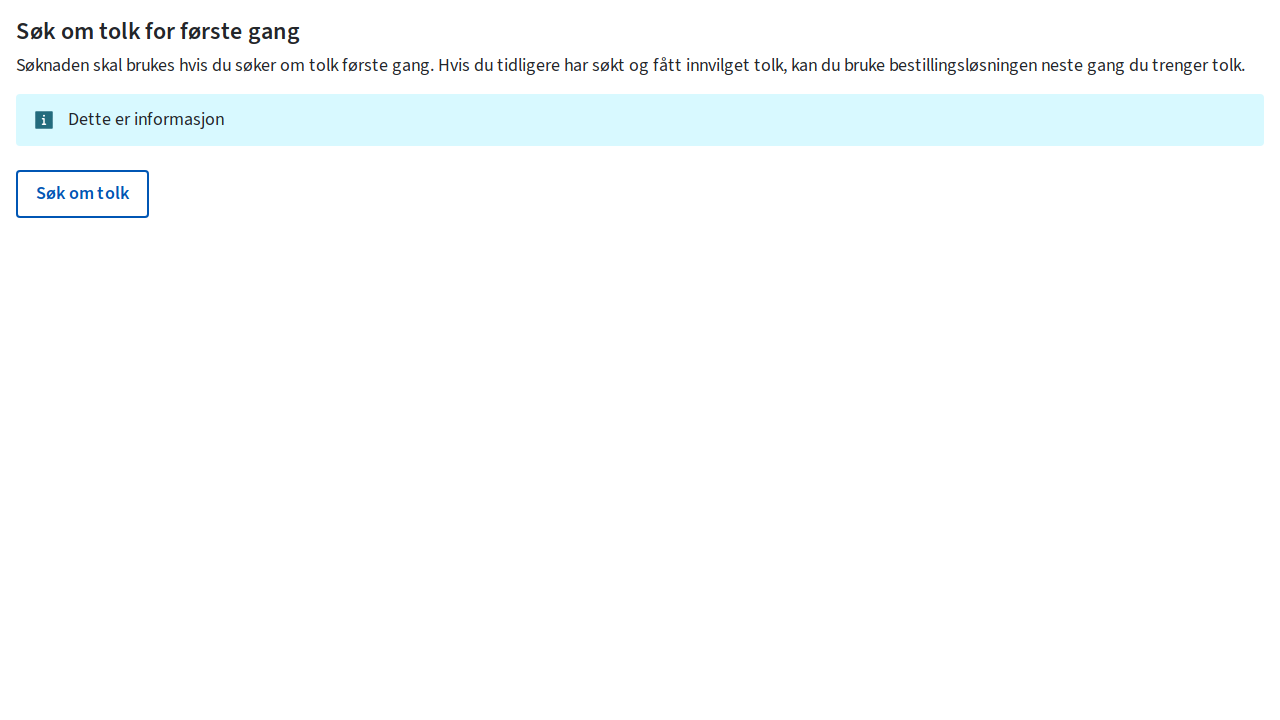 Søk om tolk for første gang
Søknaden skal brukes hvis du søker om tolk første gang. Hvis du tidligere har søkt og fått innvilget tolk, kan du bruke bestillingsløsningen neste gang du trenger tolk.
Dette er informasjon
Søk om tolk